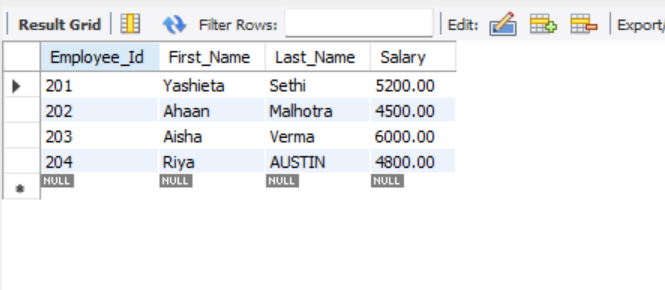 Result Grid Filter Rows: Edit: Export/
Employee_Id First_Name Last_Name Salary
201 Yashieta Sethi 5200.00
202 Ahaan Malhotra 4500.00
203 Aisha Verma 6000.00
204 Riya AUSTIN 4800.00
NULL NULL NULL NULL